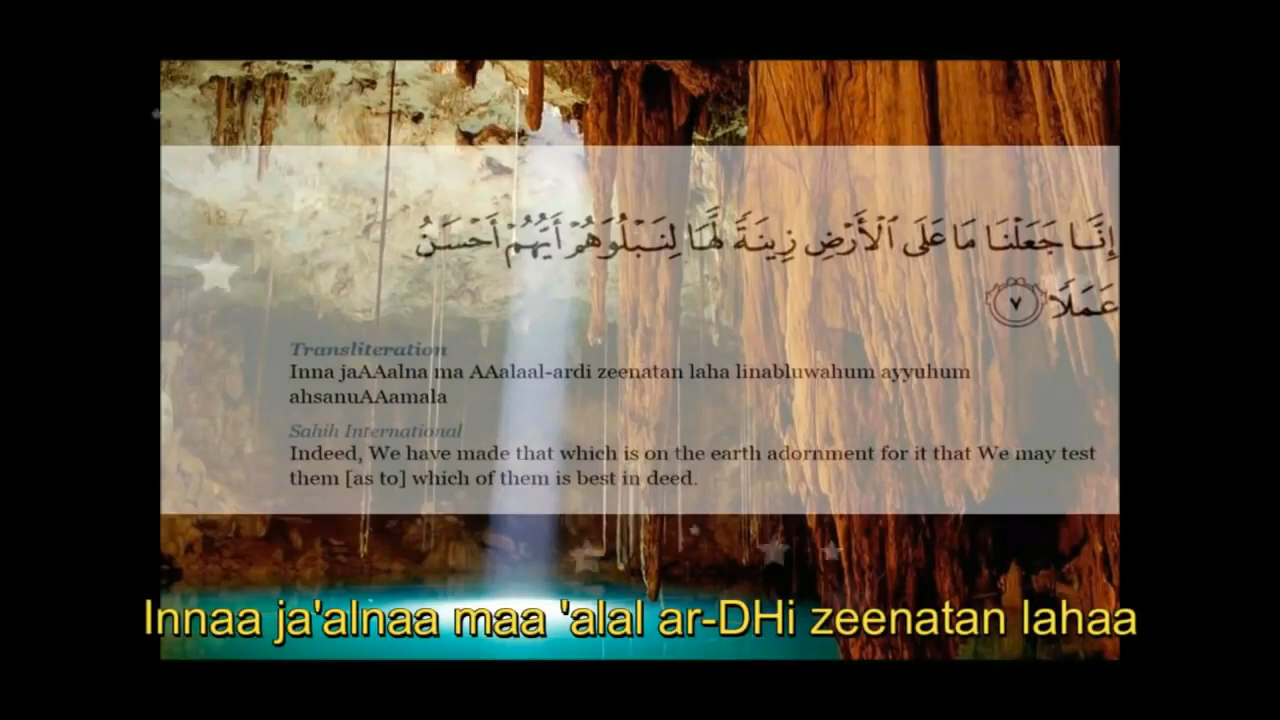 18:7
إِنَّا جَعَلْنَا مَا عَلَى ٱلْأَرْضِ زِينَةً لَّهَا لِنَبْلُوَهُمْ أَيُّهُمْ أَحْسَنُ
عَمَلًا ٧
Transliteration
Inna jaAAalna ma AAalaal-ardi zeenatan laha linabluwahum ayyuhum
ahsanuAAamala
Sahih International
Indeed, We have made that which is on the earth adornment for it that We may test
them [as to] which of them is best in deed.
Innaa ja'alnaa maa 'alal ar-DHi zeenatan lahaa